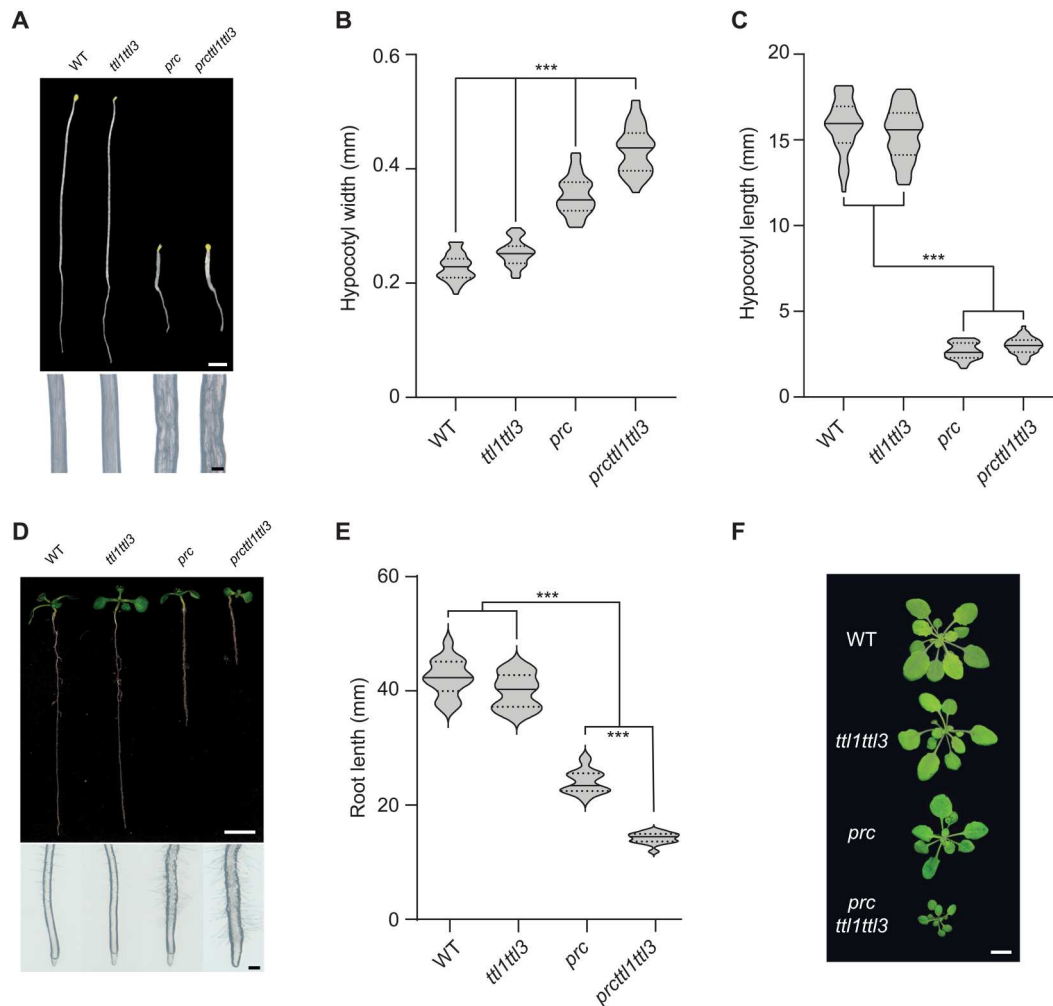 A
WT
ttl1ttl3
prc
prcttl1ttl3
B
Hypocotyl width (mm)
0.6
0.4
0.2
0
***
WT
ttl1ttl3
prc
prcttl1ttl3
C
Hypocotyl length (mm)
20
15
10
5
0
***
WT
ttl1ttl3
prc
prcttl1ttl3
D
WT
ttl1ttl3
prc
prcttl1ttl3
E
Root lenth (mm)
60
40
20
0
***
***
WT
ttl1ttl3
prc
prcttl1ttl3
F
WT
ttl1ttl3
prc
prc
ttl1ttl3